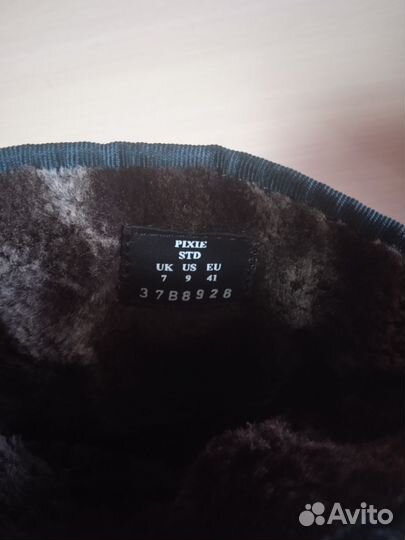 PIXIE
STD
UK US EU
7 9 41
37B8928
Avito